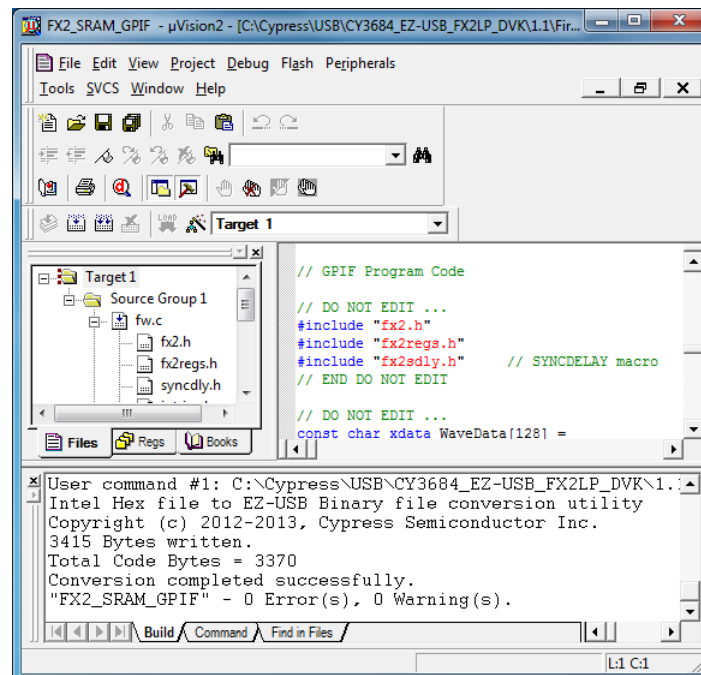 FX2_SRAM_GPIF - µVision2 - [C:\Cypress\USB\CY3684_EZ-USB_FX2LP_DVK\1.1\Fir...
File Edit View Project Debug Flash Peripherals
Tools SVCS Window Help
LOAD Target 1
Target 1
Source Group 1
fw.c
fx2.h
fx2regs.h
syncdly.h
Files Regs Books
// GPIF Program Code
// DO NOT EDIT ...
#include "fx2.h"
#include "fx2regs.h"
#include "fx2sdly.h" // SYNCDELAY macro
// END DO NOT EDIT
// DO NOT EDIT ...
const char xdata WaveData[128] =
User command #1: C:\Cypress\USB\CY3684_EZ-USB_FX2LP_DVK\1.1
Intel Hex file to EZ-USB Binary file conversion utility
Copyright (c) 2012-2013, Cypress Semiconductor Inc.
3415 Bytes written.
Total Code Bytes = 3370
Conversion completed successfully.
"FX2_SRAM_GPIF" - 0 Error(s), 0 Warning(s).
Build Command Find in Files
L:1 C:1